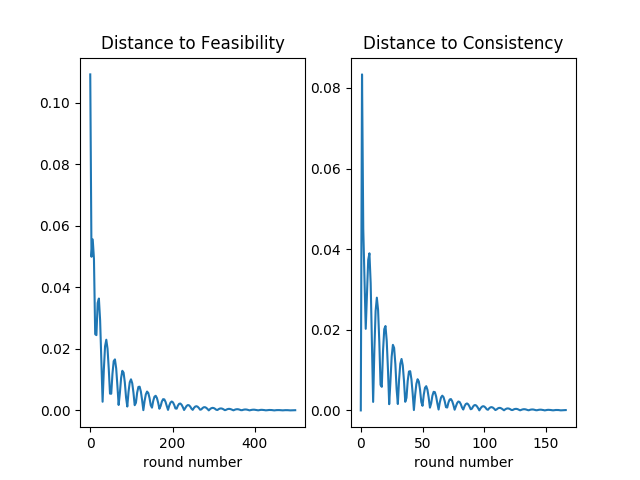 Distance to Feasibility
0.10
0.08
0.06
0.04
0.02
0.00
0 200 400
round number
Distance to Consistency
0.08
0.06
0.04
0.02
0.00
0 50 100 150
round number